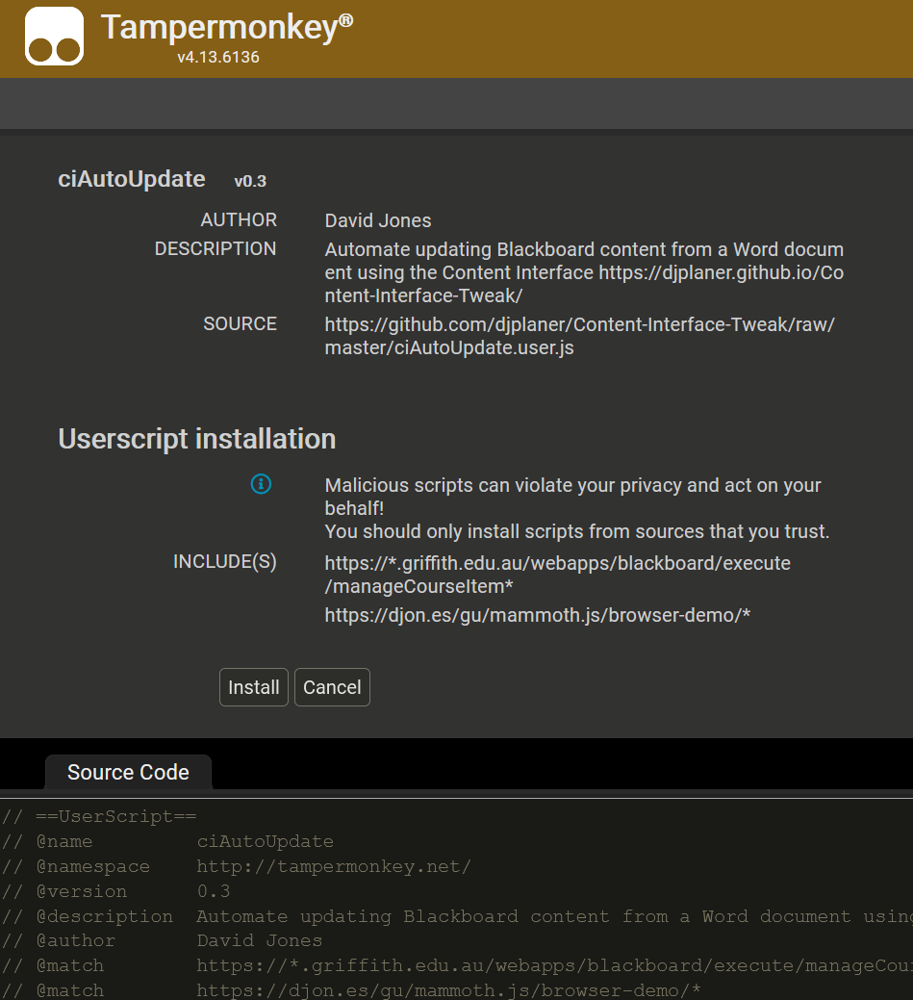 Tampermonkey®
v4.13.6136
ciAutoUpdate v0.3
AUTHOR David Jones
DESCRIPTION Automate updating Blackboard content from a Word docum
ent using the Content Interface https://djplaner.github.io/Co
ntent-Interface-Tweak/
SOURCE https://github.com/djplaner/Content-Interface-Tweak/raw/
master/ciAutoUpdate.user.js
Userscript installation
Malicious scripts can violate your privacy and act on your
behalf!
You should only install scripts from sources that you trust.
INCLUDE(S) https://*.griffith.edu.au/webapps/blackboard/execute
/manageCourseItem*
https://djon.es/gu/mammoth.js/browser-demo/*
Install Cancel
Source Code
// ==UserScript==
// @name ciAutoUpdate
// @namespace http://tampermonkey.net/
// @version 0.3
// @description Automate updating Blackboard content from a Word document usin
// @author David Jones
// @match https://*.griffith.edu.au/webapps/blackboard/execute/manageCou
// @match https://djon.es/gu/mammoth.js/browser-demo/*